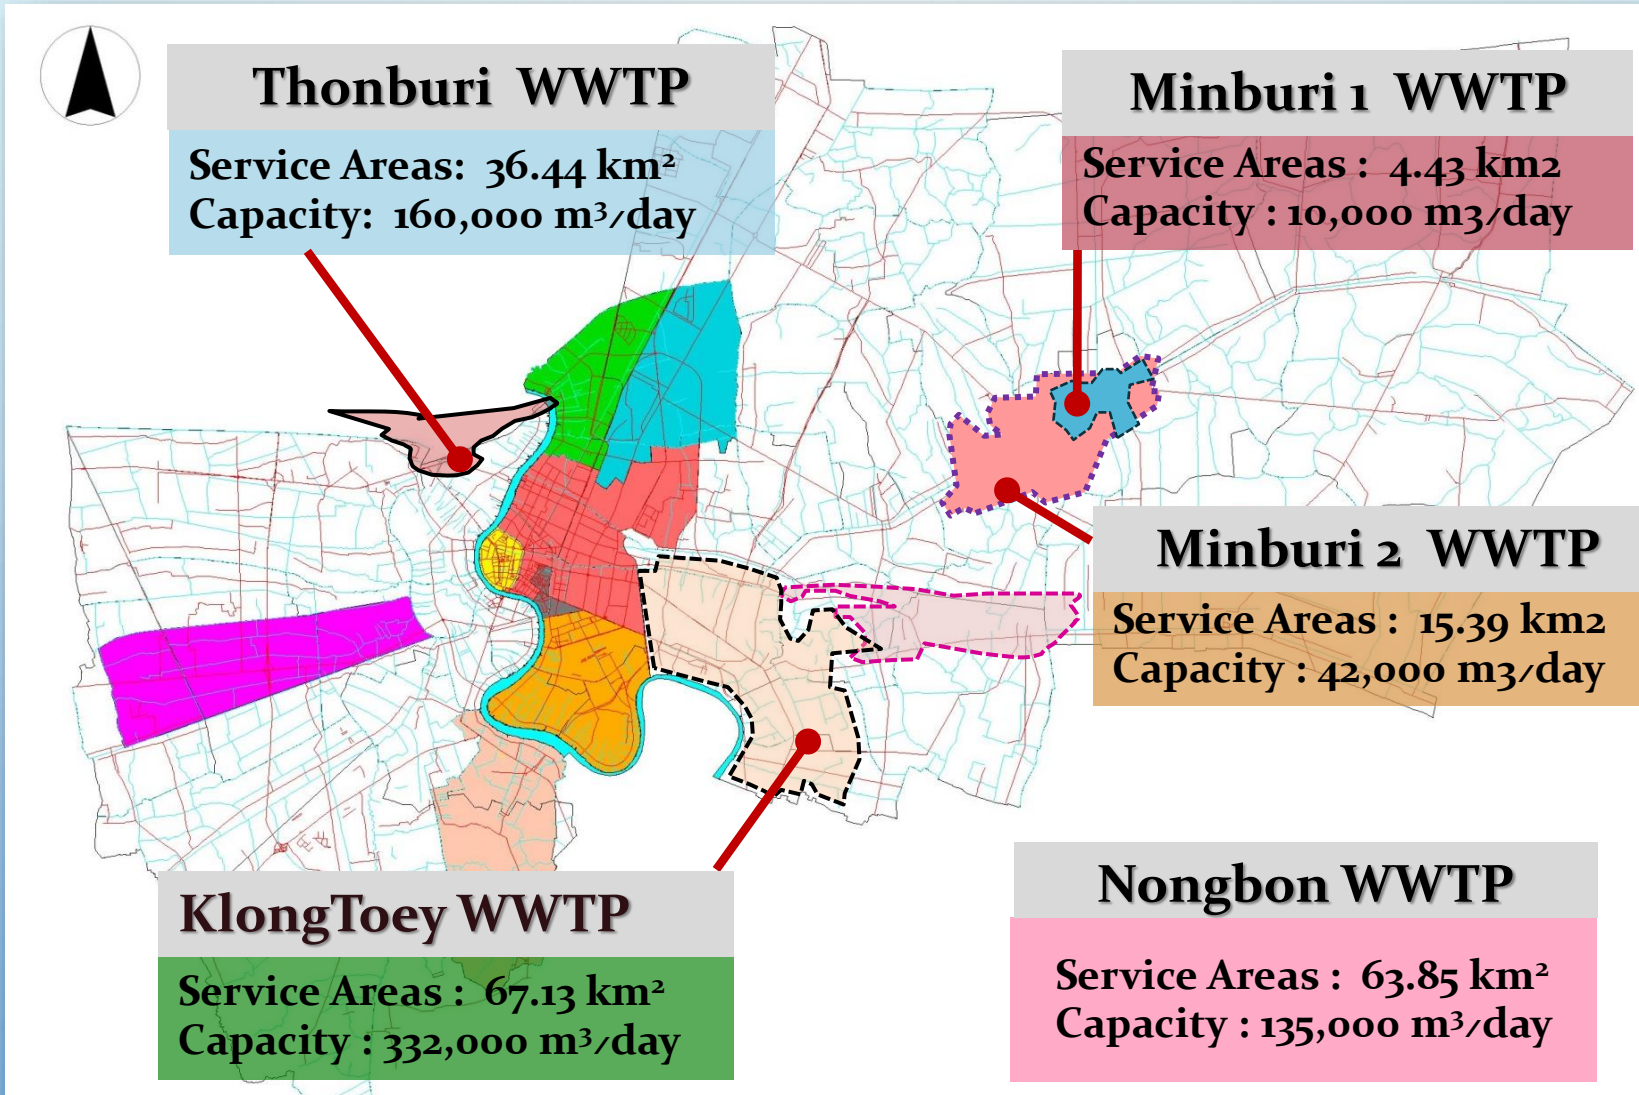 Thonburi WWTP
Service Areas: 36.44 km²
Capacity: 160,000 m³/day
Minburi 1 WWTP
Service Areas : 4.43 km2
Capacity : 10,000 m3/day
Minburi 2 WWTP
Service Areas : 15.39 km2
Capacity : 42,000 m3/day
KlongToey WWTP
Service Areas : 67.13 km²
Capacity : 332,000 m³/day
Nongbon WWTP
Service Areas : 63.85 km²
Capacity : 135,000 m³/day